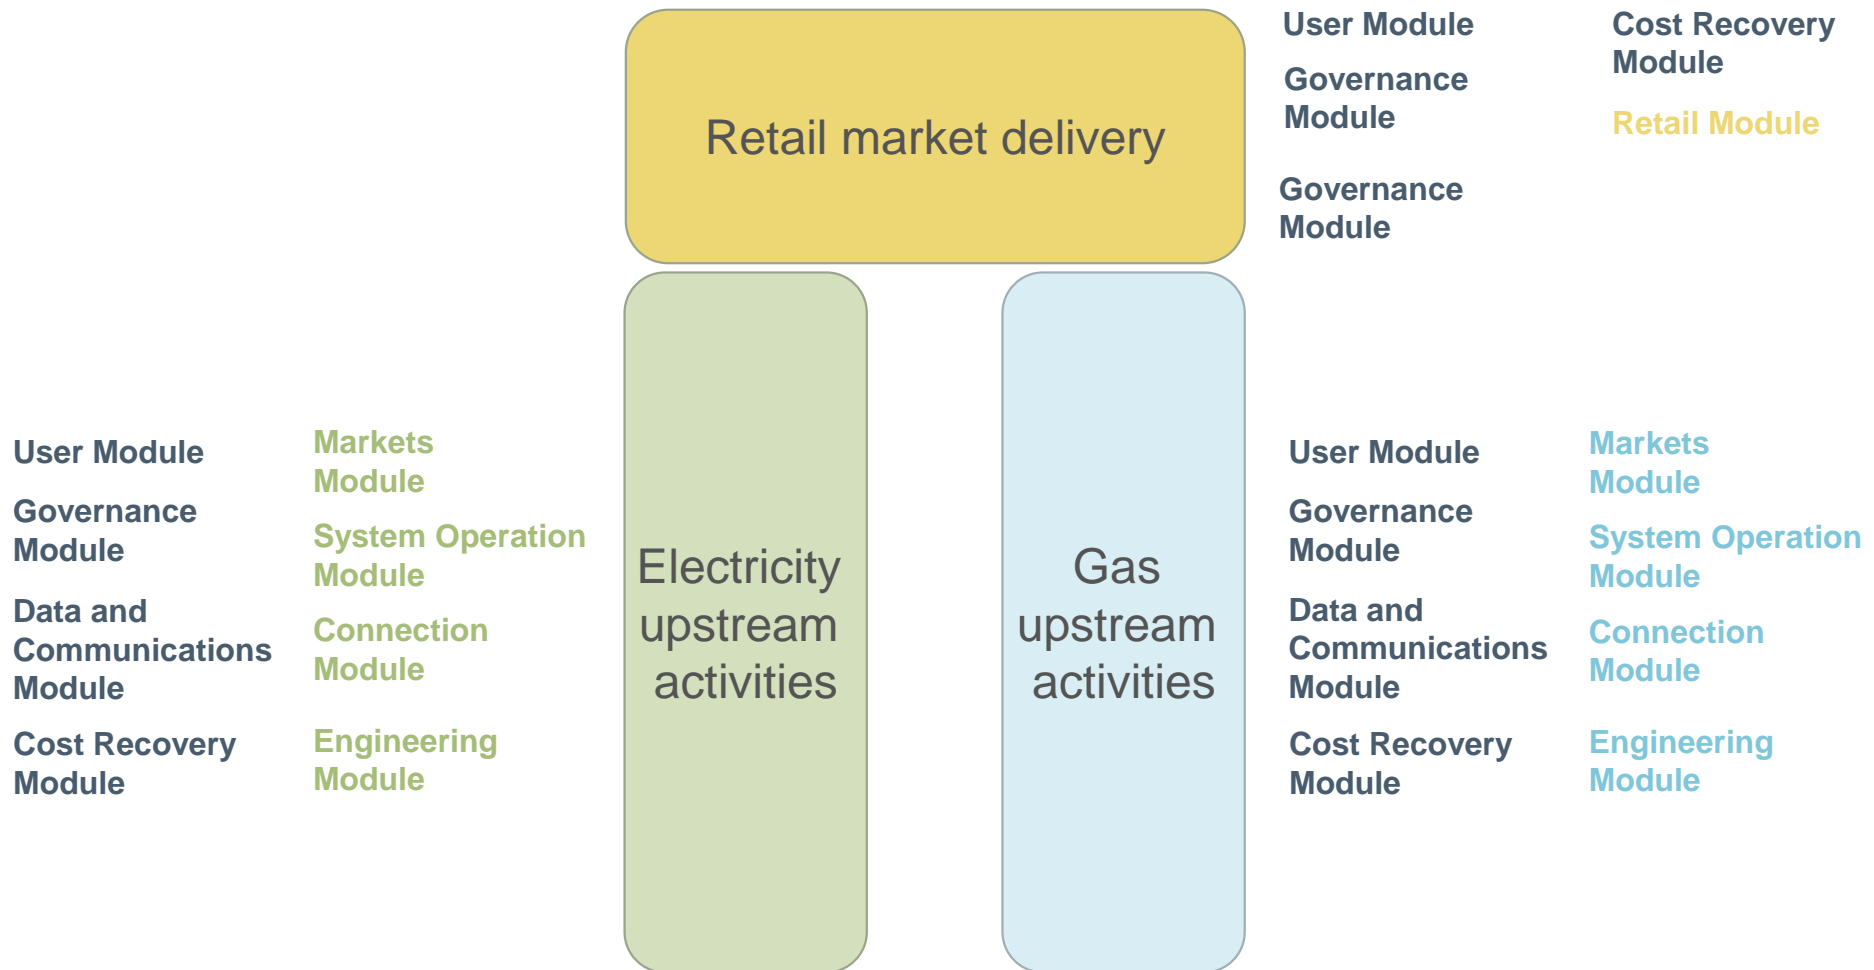 Retail market delivery
User Module
Governance
Module
Governance
Module
Cost Recovery
Module
Retail Module
User Module
Governance
Module
Data and
Communications
Module
Cost Recovery
Module
Markets
Module
System Operation
Module
Connection
Module
Engineering
Module
Electricity
upstream
activities
Gas
upstream
activities
User Module
Governance
Module
Data and
Communications
Module
Cost Recovery
Module
Markets
Module
System Operation
Module
Connection
Module
Engineering
Module